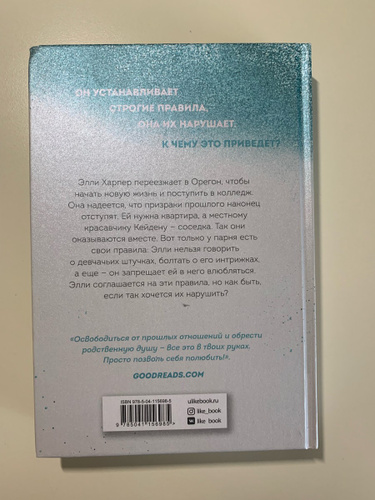 ОН УСТАНАВЛИВАЕТ
СТРОГИЕ ПРАВИЛА,
ОНА ИХ НАРУШАЕТ.
К ЧЕМУ ЭТО ПРИВЕДЕТ?
Элли Харпер переезжает в Орегон, чтобы
начать новую жизнь и поступить в колледж.
Она надеется, что призраки прошлого наконец
отступят. Ей нужна квартира, а местному
красавчику Кейдену – соседка. Так они
оказываются вместе. Вот только у парня есть
свои правила: Элли нельзя говорить
о девчачьих штучках, болтать о его интрижках,
а еще – он запрещает ей в него влюбляться.
Элли соглашается на эти правила, но как быть,
если так хочется их нарушить?
«Освободиться от прошлых отношений и обрести
родственную душу – все это в твоих руках.
Просто позволь себе полюбить!».
GOODREADS.COM
ISBN 978-5-04-115698-5
9 785041 156985 >
ulikebook.ru
like_book
like_book